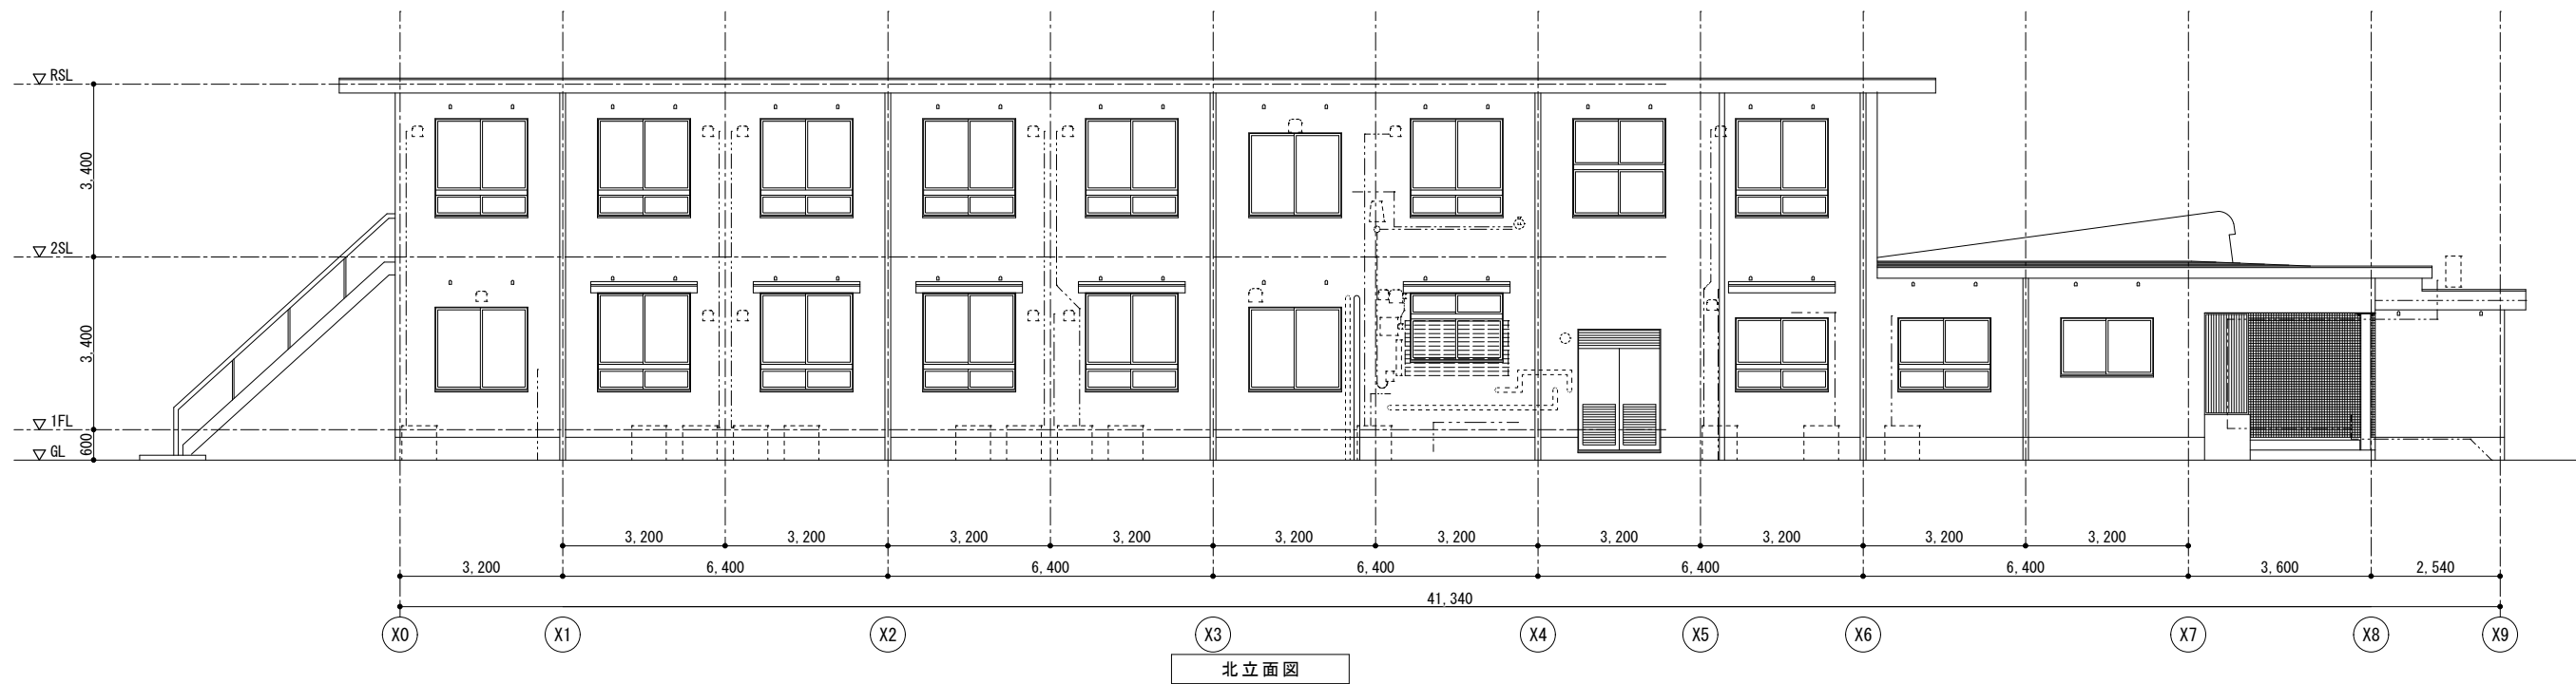 RSL
3,400
2SL
3,400
1FL
600
GL
3,200 3,200 3,200 3,200 3,200 3,200 3,200 3,200 3,200 3,200
3,200 6,400 6,400 6,400 6,400 6,400 3,600 2,540
41,340
X0 X1 X2 X3 X4 X5 X6 X7 X8 X9
北立面図